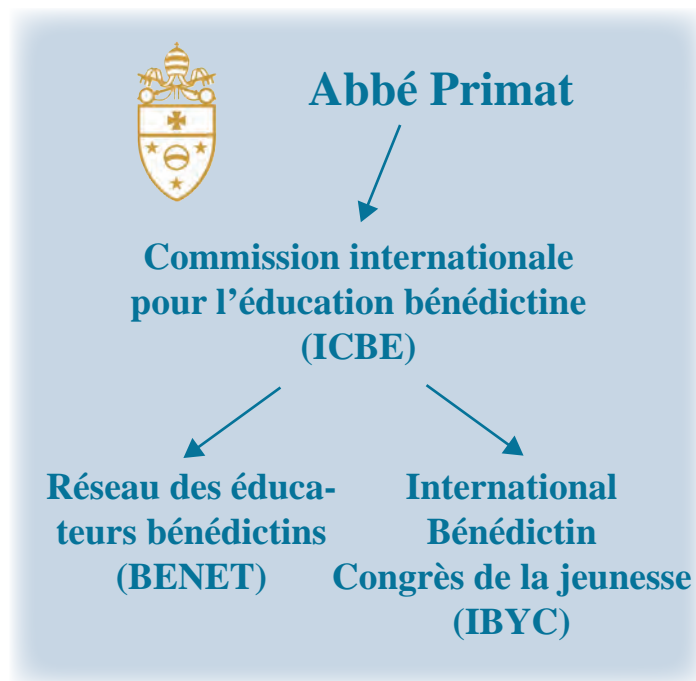 Abbé Primat
Commission internationale
pour l’éducation bénédictine
(ICBE)
Réseau des éduca-
teurs bénédictins
(BENET)
International
Bénédictin
Congrès de la jeunesse
(IBYC)